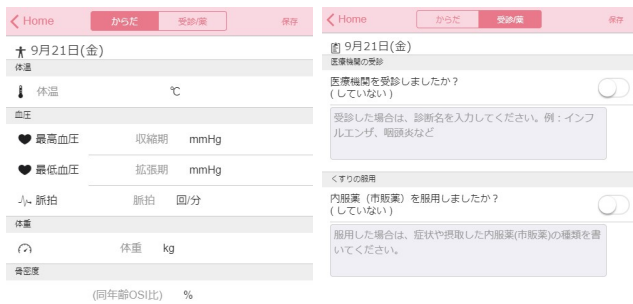 Home からだ 受診/薬 保存
9月21日(金)
体温
体温 ℃
血圧
最高血圧 収縮期 mmHg
最低血圧 拡張期 mmHg
脈拍 脈拍 回/分
体重
体重 kg
骨密度
(同年齢OSI比) %
Home からだ 受診/薬 保存
9月21日(金)
医療機関の受診
医療機関を受診しましたか？
(していない)
受診した場合は、診断名を入力してください。例：インフ
ルエンザ、咽頭炎など
くすりの服用
内服薬（市販薬）を服用しましたか？
(していない)
服用した場合は、症状や摂取した内服薬(市販薬)の種類を書
いてください。